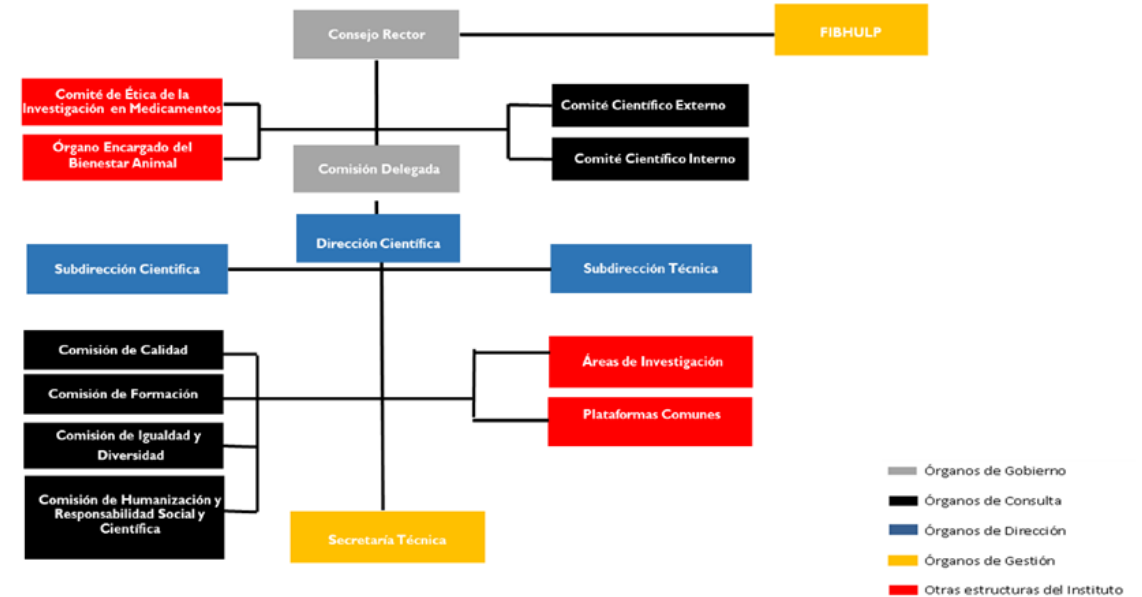 Consejo Rector
FIBHULP
Comité de Ética de la
Investigación en Medicamentos
Órgano Encargado del
Bienestar Animal
Comité Científico Externo
Comité Científico Interno
Comisión Delegada
Dirección Científica
Subdirección Cientifica
Subdirección Técnica
Comisión de Calidad
Comisión de Formación
Comisión de Igualdad y
Diversidad
Comisión de Humanización y
Responsabilidad Social y
Científica
Áreas de Investigación
Plataformas Comunes
Secretaría Técnica
Órganos de Gobierno
Órganos de Consulta
Órganos de Dirección
Órganos de Gestión
Otras estructuras del Instituto